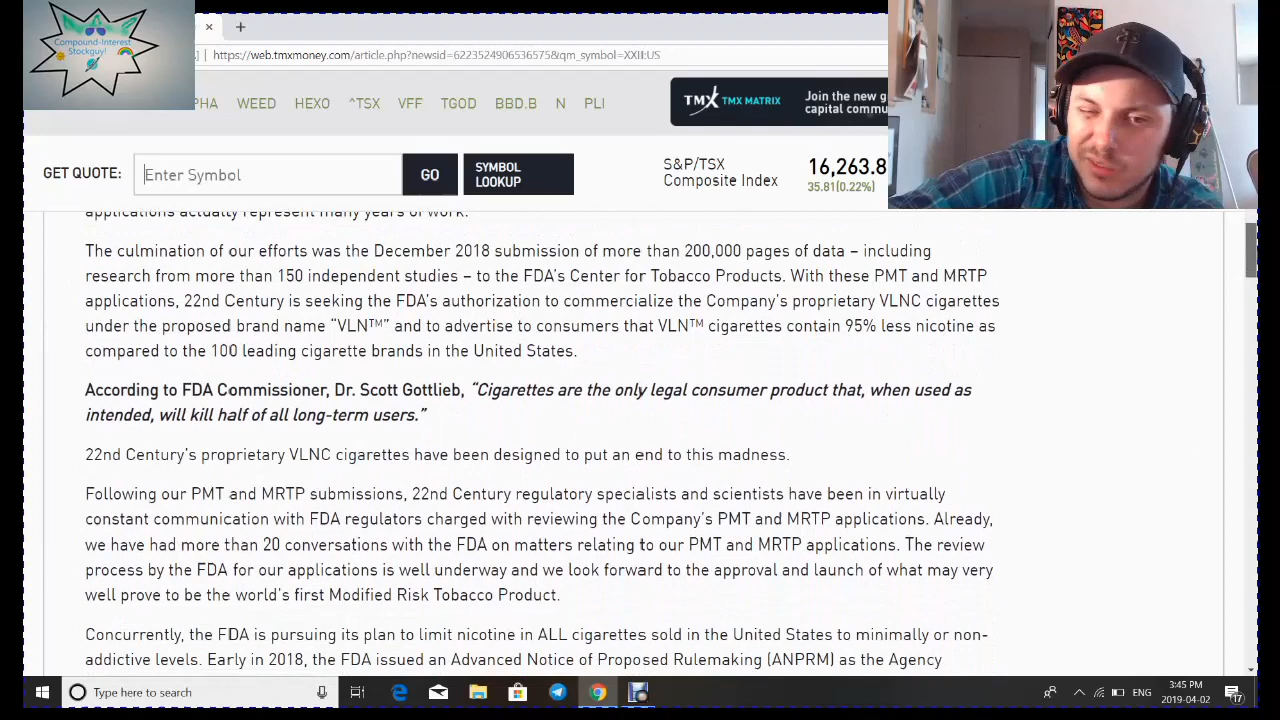 Compound-Interest
Stockguy!
https://web.tmxmoney.com/article.php?newsid=6223524906536575&qm_symbol=XXII:US
PHA WEED HEXO ^TSX VFF TGOD BBD.B N PLI
TMX TMX MATRIX
Join the new g
capital commu
GET QUOTE:
Enter Symbol
GO
SYMBOL
LOOKUP
S&P/TSX
Composite Index
16,263.8
35.81(0.22%)
applications actually represent many years of work.
The culmination of our efforts was the December 2018 submission of more than 200,000 pages of data – including
research from more than 150 independent studies – to the FDA’s Center for Tobacco Products. With these PMT and MRTP
applications, 22nd Century is seeking the FDA’s authorization to commercialize the Company’s proprietary VLNC cigarettes
under the proposed brand name “VLN™” and to advertise to consumers that VLN™ cigarettes contain 95% less nicotine as
compared to the 100 leading cigarette brands in the United States.
According to FDA Commissioner, Dr. Scott Gottlieb, “Cigarettes are the only legal consumer product that, when used as
intended, will kill half of all long-term users.”
22nd Century’s proprietary VLNC cigarettes have been designed to put an end to this madness.
Following our PMT and MRTP submissions, 22nd Century regulatory specialists and scientists have been in virtually
constant communication with FDA regulators charged with reviewing the Company’s PMT and MRTP applications. Already,
we have had more than 20 conversations with the FDA on matters relating to our PMT and MRTP applications. The review
process by the FDA for our applications is well underway and we look forward to the approval and launch of what may very
well prove to be the world’s first Modified Risk Tobacco Product.
Concurrently, the FDA is pursuing its plan to limit nicotine in ALL cigarettes sold in the United States to minimally or non-
addictive levels. Early in 2018, the FDA issued an Advanced Notice of Proposed Rulemaking (ANPRM) as the Agency
Type here to search
ENG
3:45 PM
2019-04-02
17